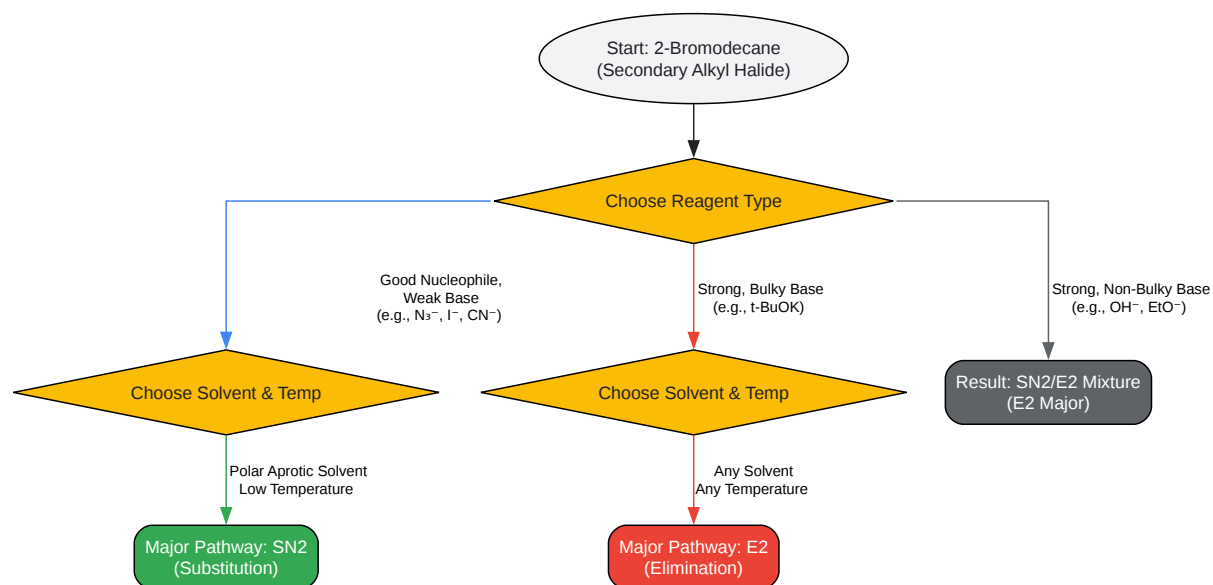 Start: 2-Bromodecane
(Secondary Alkyl Halide)
Choose Reagent Type
Good Nucleophile,
Weak Base
(e.g., N₃⁻, I⁻, CN⁻)
Strong, Bulky Base
(e.g., t-BuOK)
Strong, Non-Bulky Base
(e.g., OH⁻, EtO⁻)
Choose Solvent & Temp
Choose Solvent & Temp
Result: SN2/E2 Mixture
(E2 Major)
Polar Aprotic Solvent
Low Temperature
Any Solvent
Any Temperature
Major Pathway: SN2
(Substitution)
Major Pathway: E2
(Elimination)